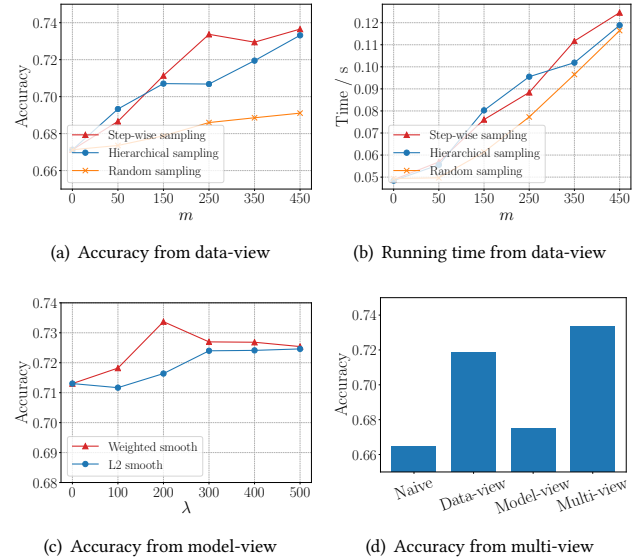 0.74
0.72
0.70
0.68
0.66
Accuracy
Step-wise sampling
Hierarchical sampling
Random sampling
0 50 150 250 350 450
m
(a) Accuracy from data-view
0.12
0.11
0.10
0.09
0.08
0.07
0.06
0.05
Time / s
Step-wise sampling
Hierarchical sampling
Random sampling
0 50 150 250 350 450
m
(b) Running time from data-view
0.74
0.73
0.72
0.71
0.70
0.68
Accuracy
Weighted smooth
L2 smooth
0 100 200 300 400 500
λ
(c) Accuracy from model-view
0.74
0.72
0.70
0.68
0.66
Accuracy
Naive Data-view Model-view Multi-view
(d) Accuracy from multi-view